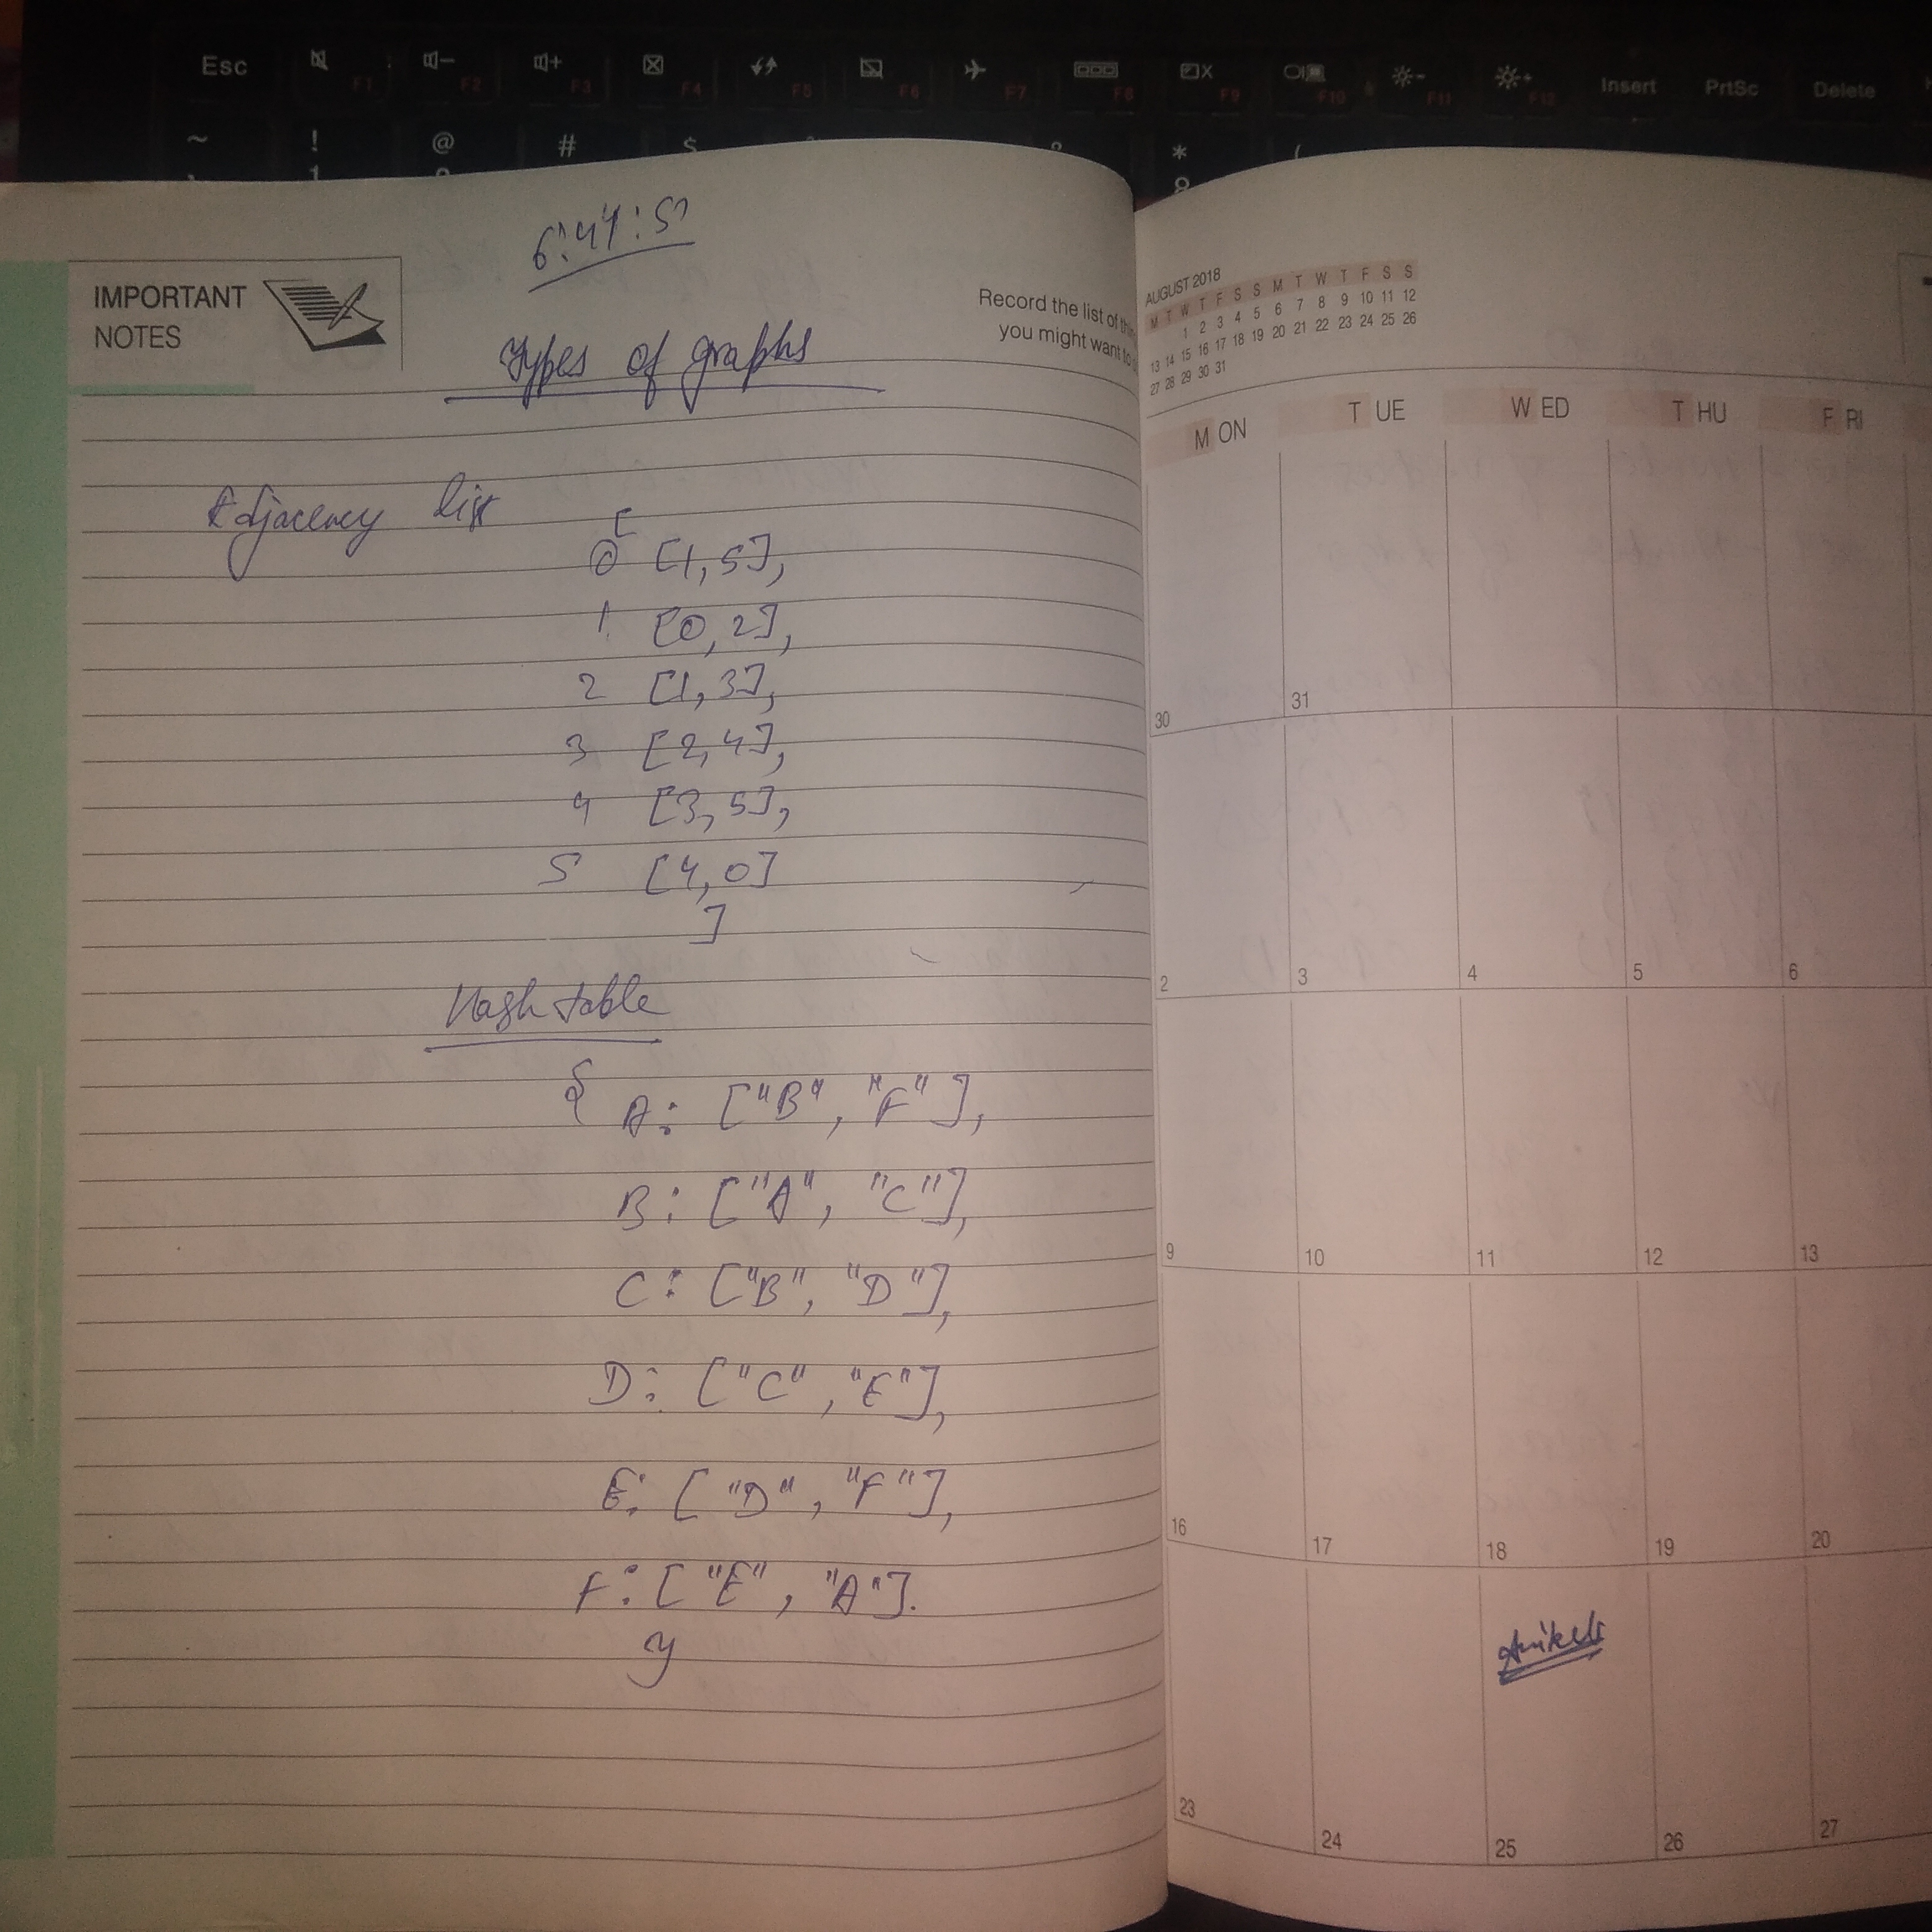 Esc F1 F2 F3 F4 F5 F6 F7 F8 F9 F10 F11 F12 Insert PrtSc Delete
~ ! @ # $ * (
1 8
6:44:57
IMPORTANT
NOTES
Record the list of
you might want to
Types of graphs
Adjacency list
[
0 [1, 5],
1 [0, 2],
2 [1, 3],
3 [2, 4],
4 [3, 5],
5 [4, 0]
]
Hash table
{
A: ["B", "F"],
B: ["A", "C"],
C: ["B", "D"],
D: ["C", "E"],
E: ["D", "F"],
F: ["E", "A"].
}
AUGUST 2018
M T W T F S S M T W T F S S
1 2 3 4 5 6 7 8 9 10 11 12
13 14 15 16 17 18 19 20 21 22 23 24 25 26
27 28 29 30 31
MON TUE WED THU FRI
30 31
2 3 4 5 6
9 10 11 12 13
16 17 18 19 20
23 24 25 26 27